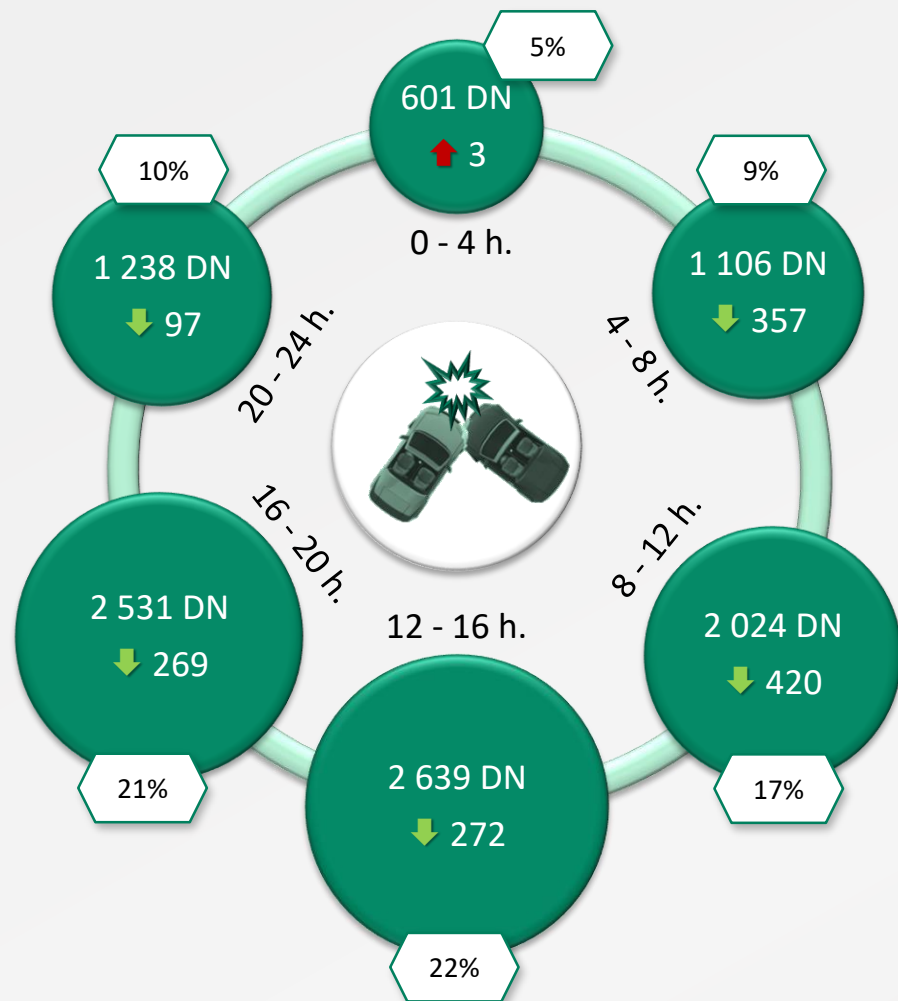 5%
601 DN
3
0 - 4 h.
9%
1 106 DN
357
4 - 8 h.
8 - 12 h.
2 024 DN
420
17%
12 - 16 h.
2 639 DN
272
22%
16 - 20 h.
2 531 DN
269
21%
10%
1 238 DN
97
20 - 24 h.